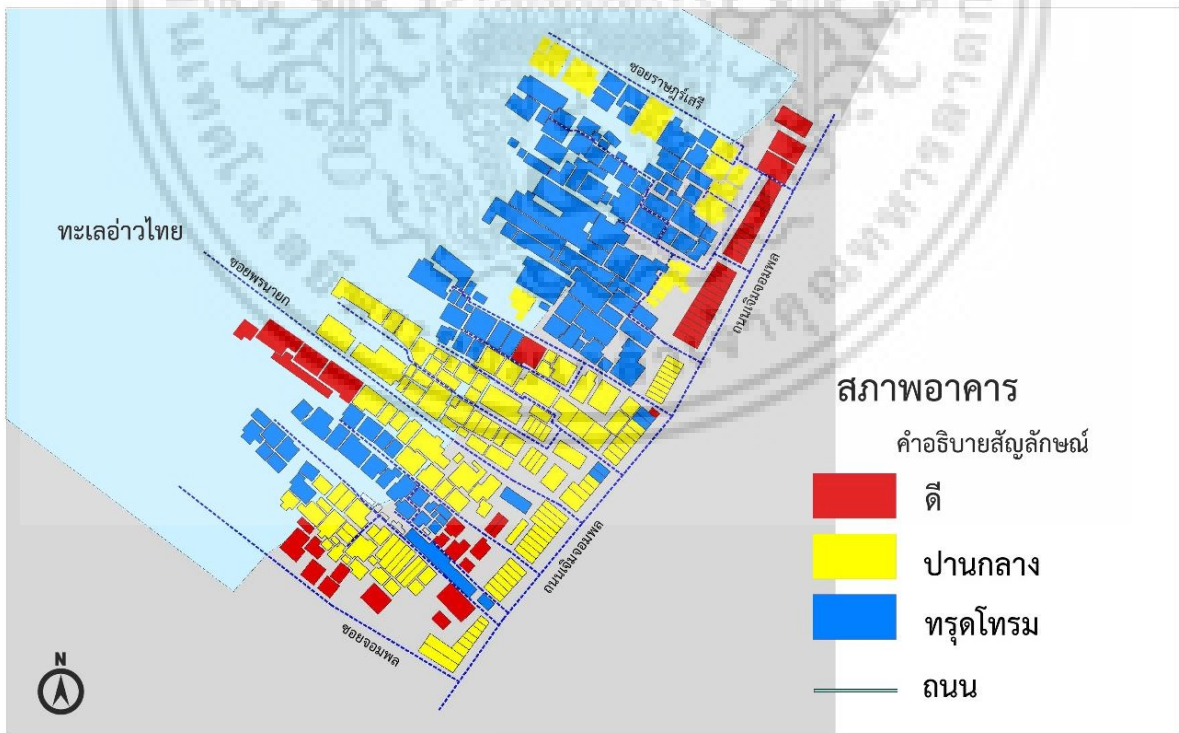 ซอยราษฎร์เสรี
ทะเลอ่าวไทย
ซอยพรนายก
ถนนเจิมจอมพล
สภาพอาคาร
คำอธิบายสัญลักษณ์
ดี
ปานกลาง
ทรุดโทรม
ถนน
ถนนเจิมจอมพล
ซอยจอมพล
N